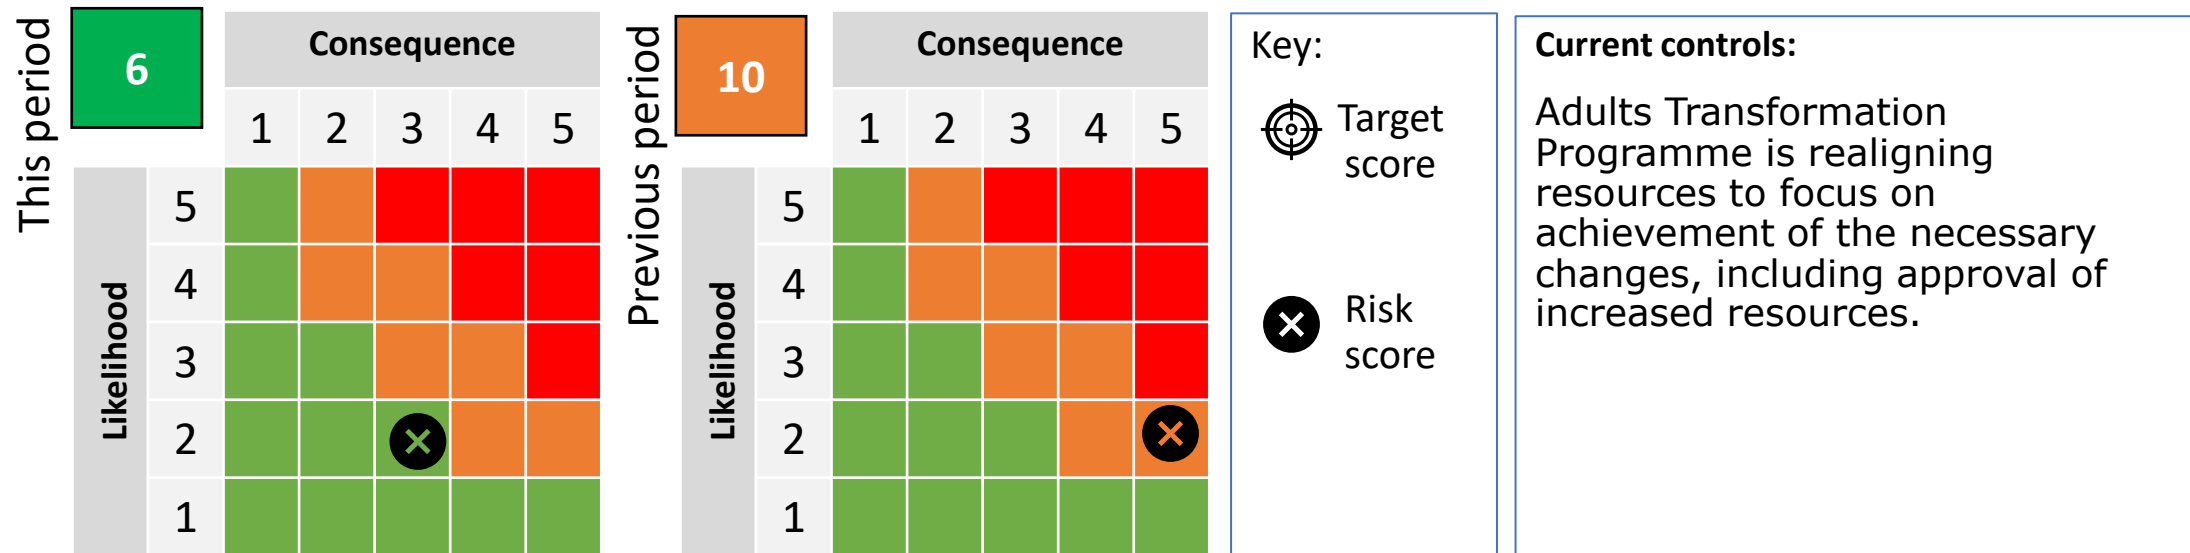 This period
6
Consequence
1 2 3 4 5
Likelihood
5
4
3
2
1
Previous period
10
Consequence
1 2 3 4 5
Likelihood
5
4
3
2
1
Key:
Target
score
Risk
score
Current controls:
Adults Transformation
Programme is realigning
resources to focus on
achievement of the necessary
changes, including approval of
increased resources.